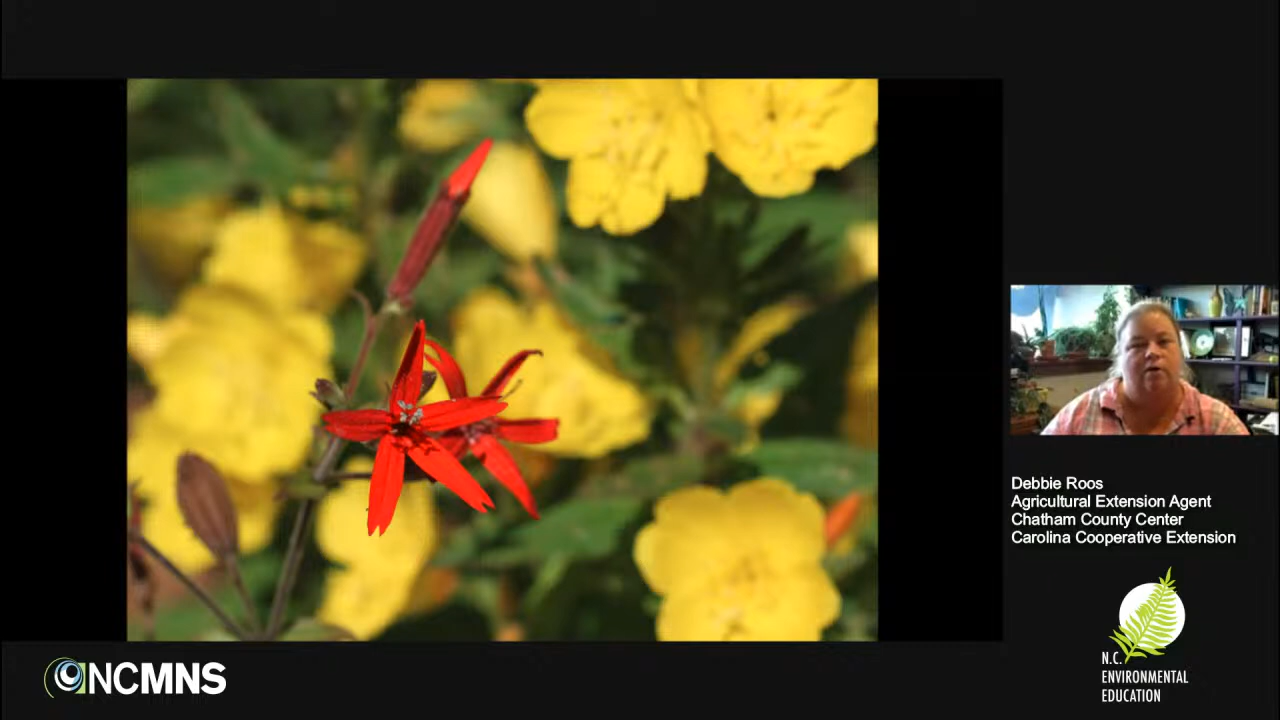 Debbie Roos
Agricultural Extension Agent
Chatham County Center
Carolina Cooperative Extension
N.C.
ENVIRONMENTAL
EDUCATION
NCMNS